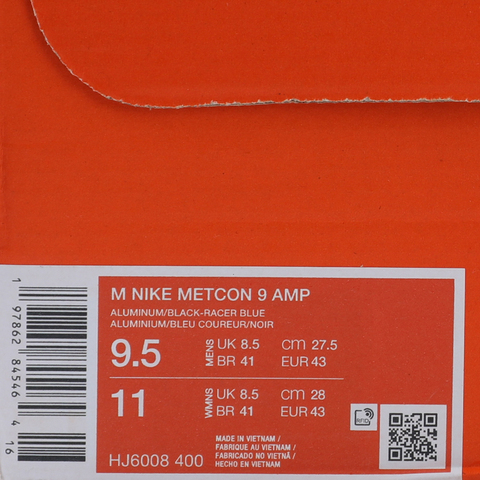 M NIKE METCON 9 AMP
ALUMINUM/BLACK-RACER BLUE
ALUMINIUM/BLEU COUREUR/NOIR
9.5 MENS UK 8.5 cm 27.5
BR 41 EUR 43
11 WMNS UK 8.5 cm 28
BR 41 EUR 43
HJ6008 400
MADE IN VIETNAM /
FABRIQUE AU VIETNAM /
FABRICADO NO VIETNÃ /
HECHO EN VIETNAM
RFID
1 97862 84546 4 16